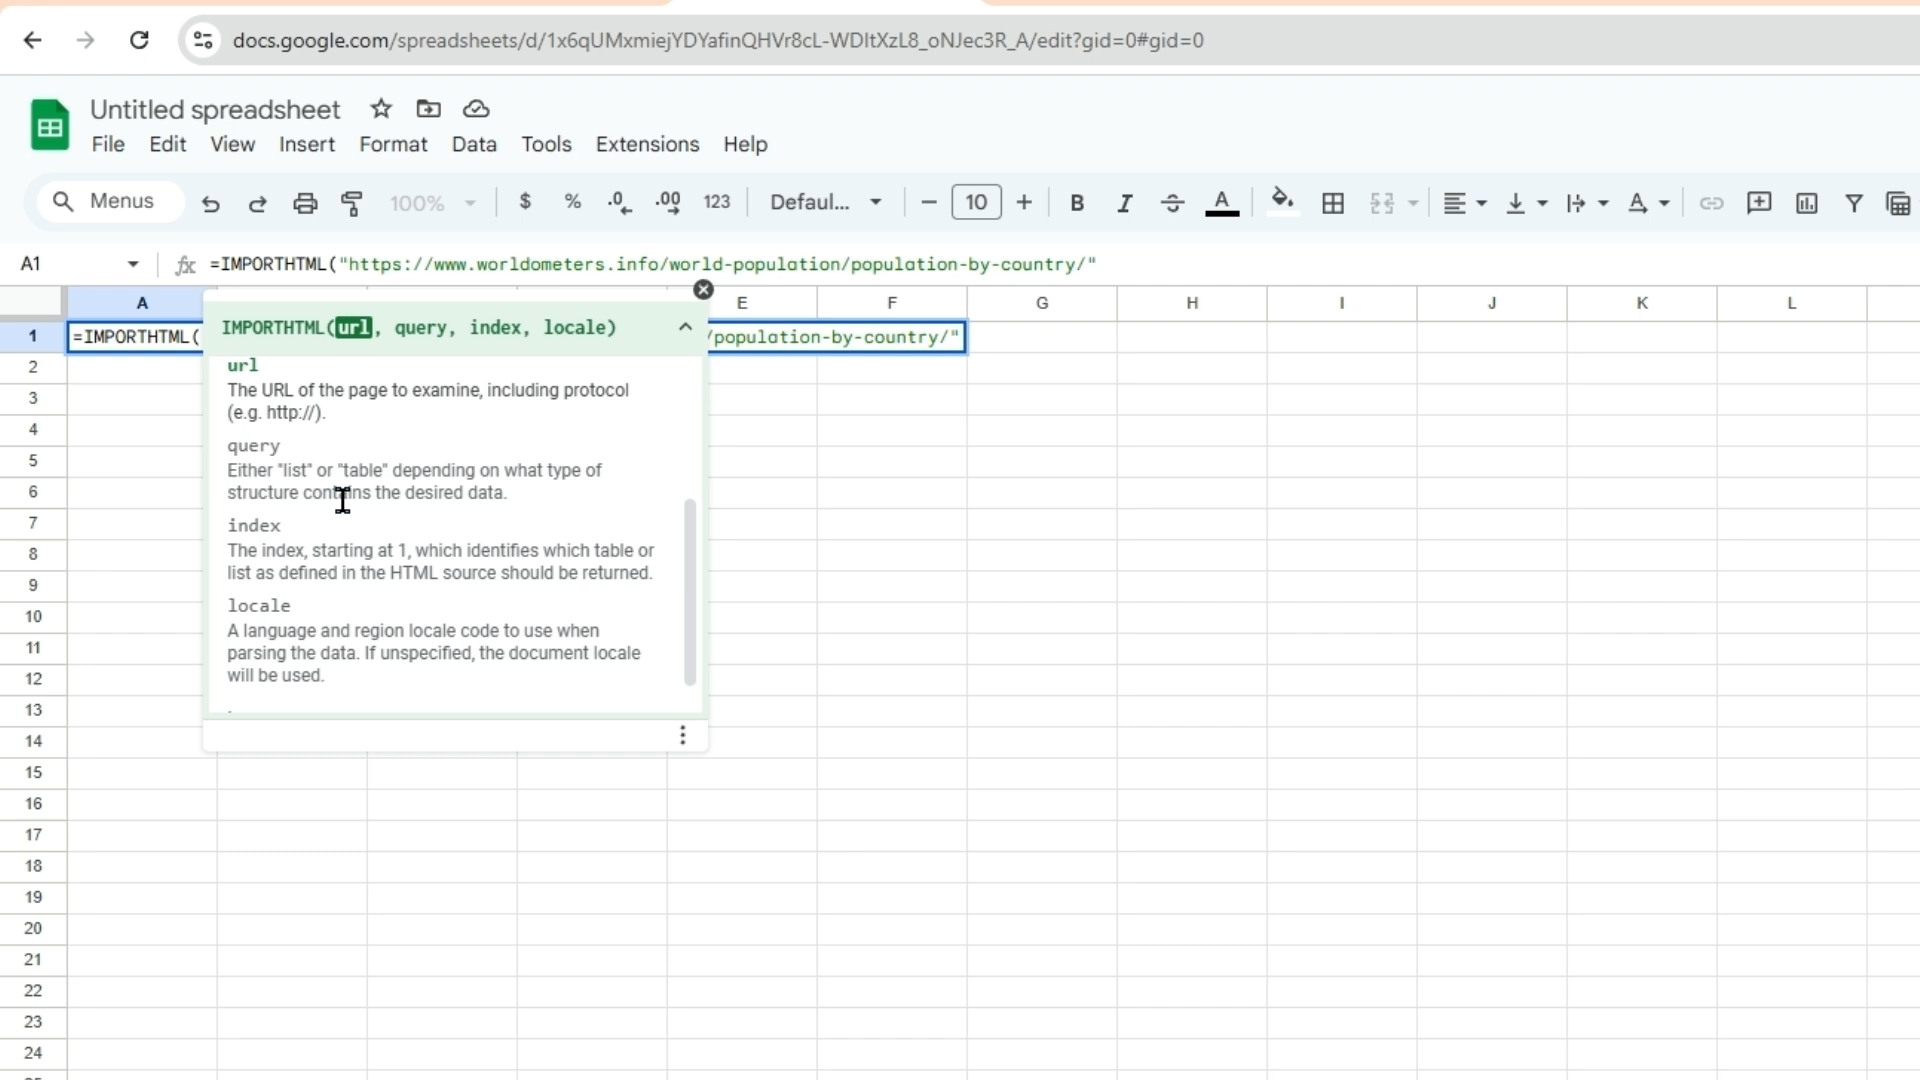 docs.google.com/spreadsheets/d/1x6qUMxmiejYDYafinQHVr8cL-WDItXzL8_oNJec3R_A/edit?gid=0#gid=0
Untitled spreadsheet
File Edit View Insert Format Data Tools Extensions Help
Menus 100% $ % .0 .00 123 Defaul... 10 B I S A A
A1 fx =IMPORTHTML("https://www.worldometers.info/world-population/population-by-country/"
A E F G H I J K L
IMPORTHTML(url, query, index, locale)
1 =IMPORTHTML( /population-by-country/"
url
The URL of the page to examine, including protocol
(e.g. http://).
query
Either "list" or "table" depending on what type of
structure contains the desired data.
index
The index, starting at 1, which identifies which table or
list as defined in the HTML source should be returned.
locale
A language and region locale code to use when
parsing the data. If unspecified, the document locale
will be used.
2
3
4
5
6
7
8
9
10
11
12
13
14
15
16
17
18
19
20
21
22
23
24